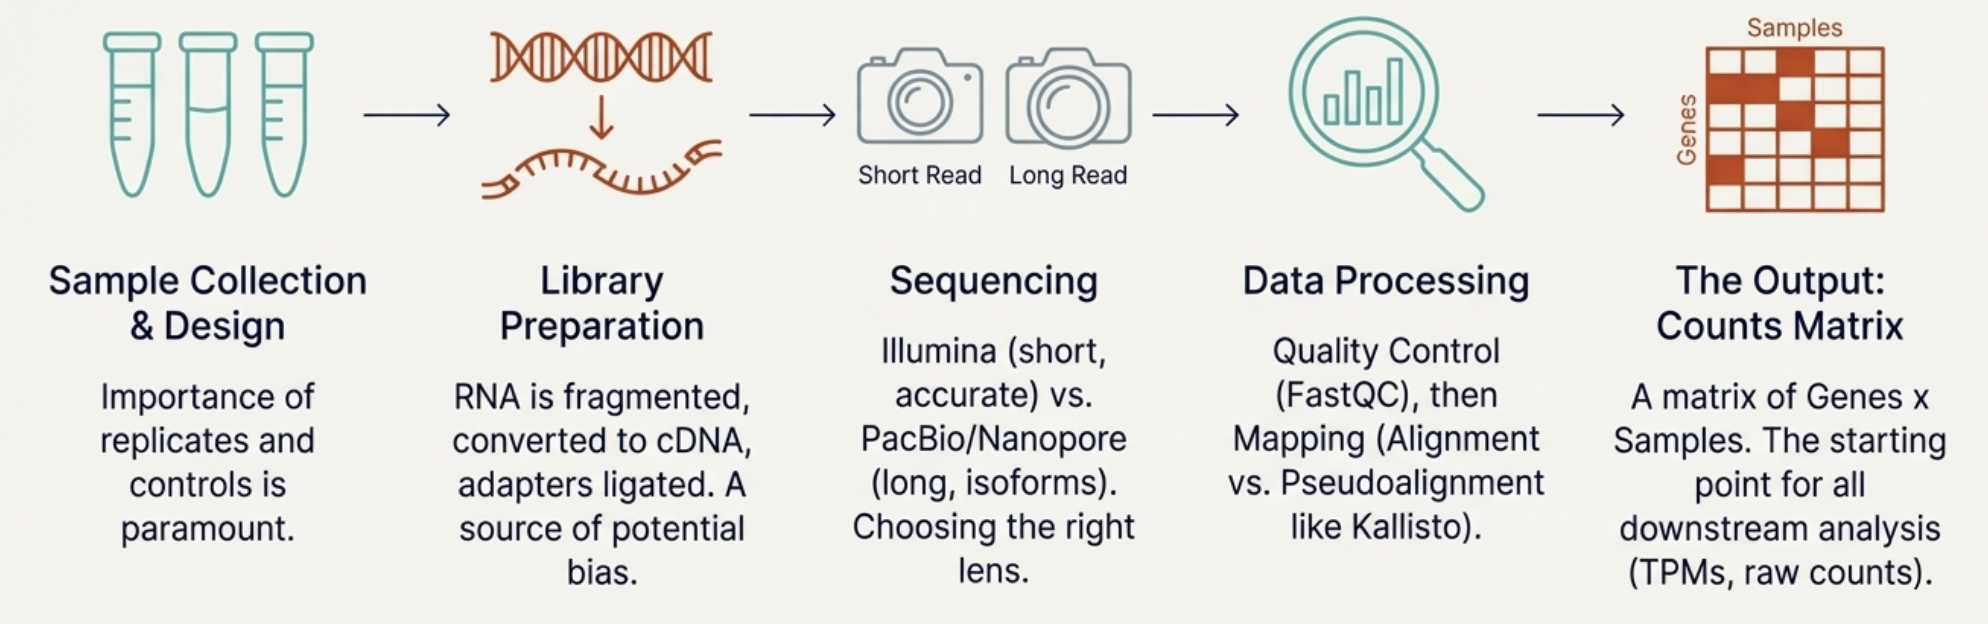 Short Read
Long Read
Samples
Genes
Sample Collection
& Design
Importance of
replicates and
controls is
paramount.
Library
Preparation
RNA is fragmented,
converted to cDNA,
adapters ligated. A
source of potential
bias.
Sequencing
Illumina (short,
accurate) vs.
PacBio/Nanopore
(long, isoforms).
Choosing the right
lens.
Data Processing
Quality Control
(FastQC), then
Mapping (Alignment
vs. Pseudoalignment
like Kallisto).
The Output:
Counts Matrix
A matrix of Genes x
Samples. The starting
point for all
downstream analysis
(TPMs, raw counts).